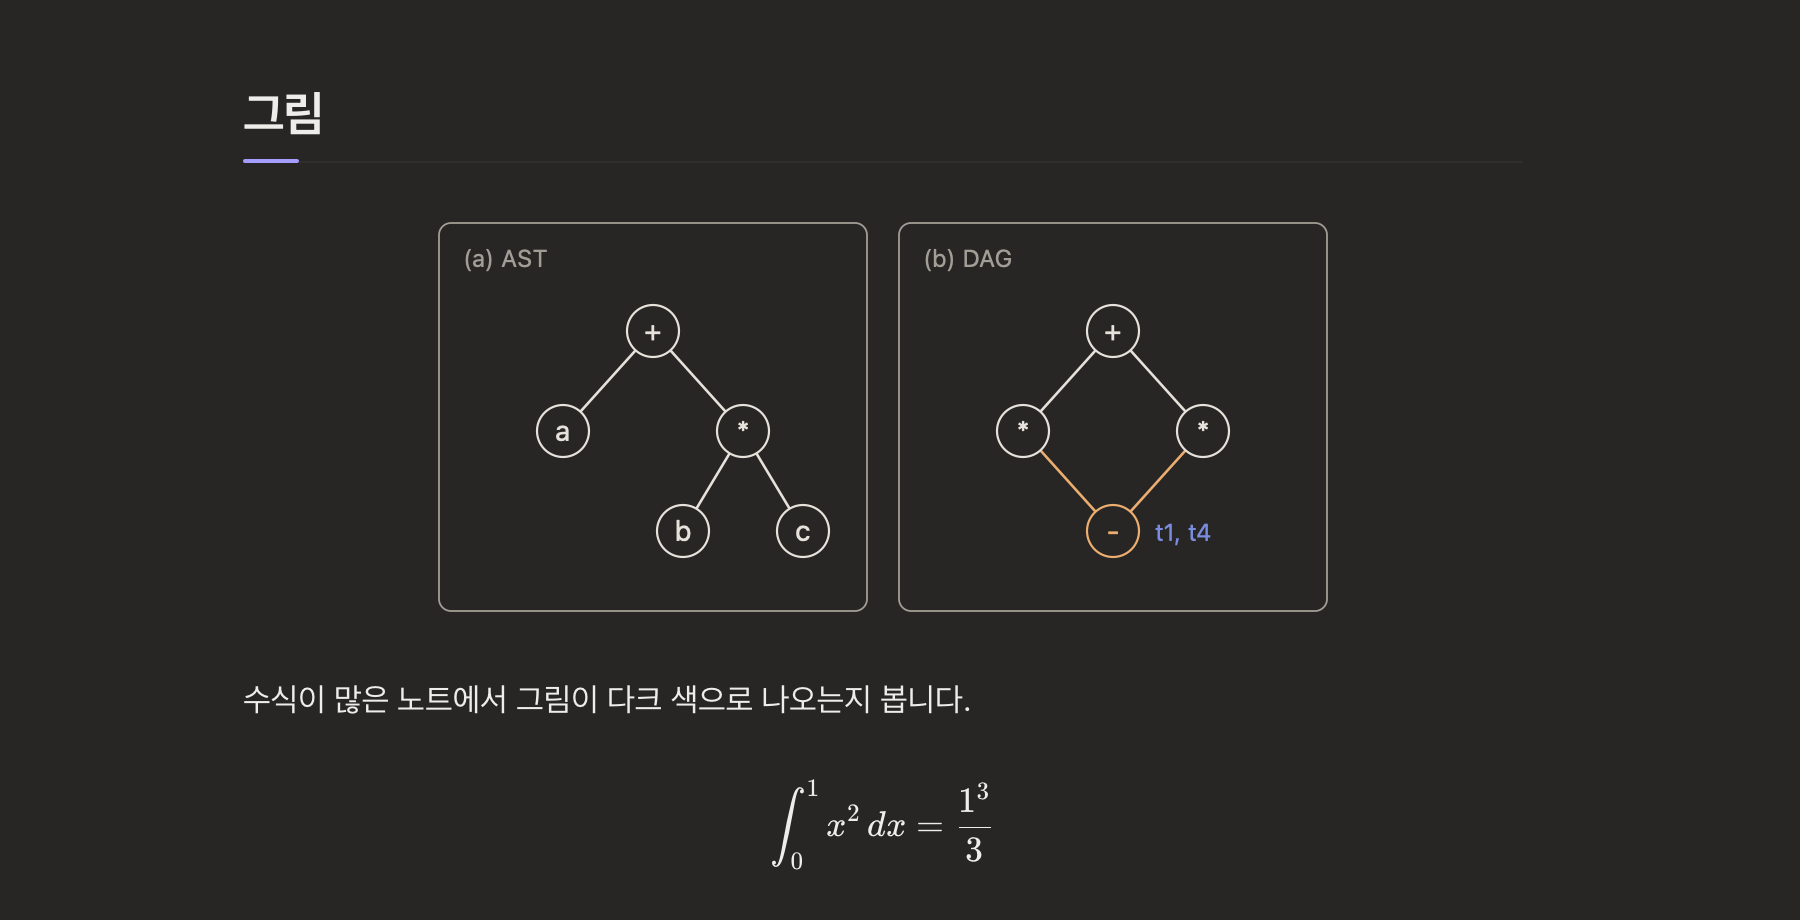 그림
(a) AST
+
a
*
b
c
(b) DAG
+
*
*
-
t1, t4
수식이 많은 노트에서 그림이 다크 색으로 나오는지 봅니다.
∫₀¹ x² dx = 1³/3